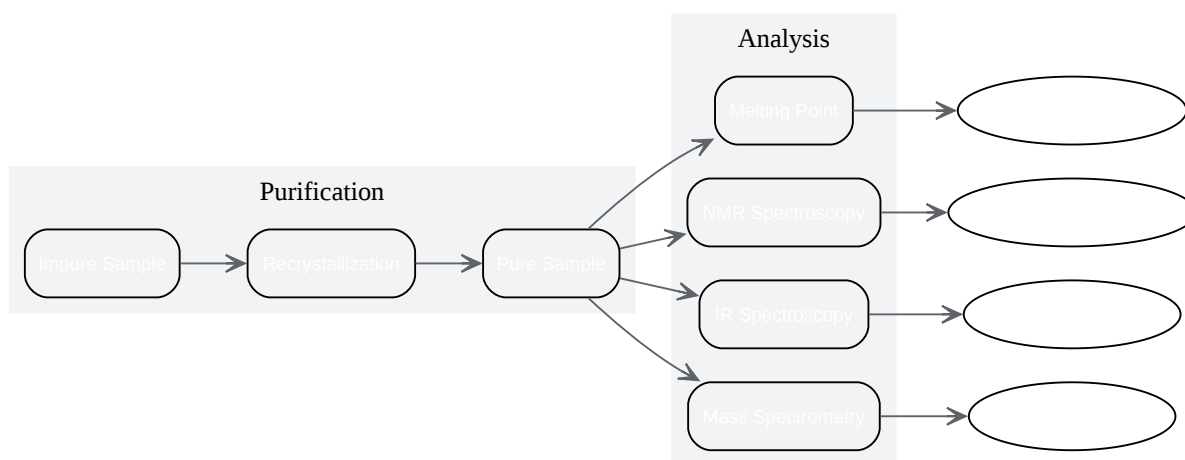 Analysis
Melting Point
Purification
NMR Spectroscopy
Impure Sample
Recrystallization
Pure Sample
IR Spectroscopy
Mass Spectrometry